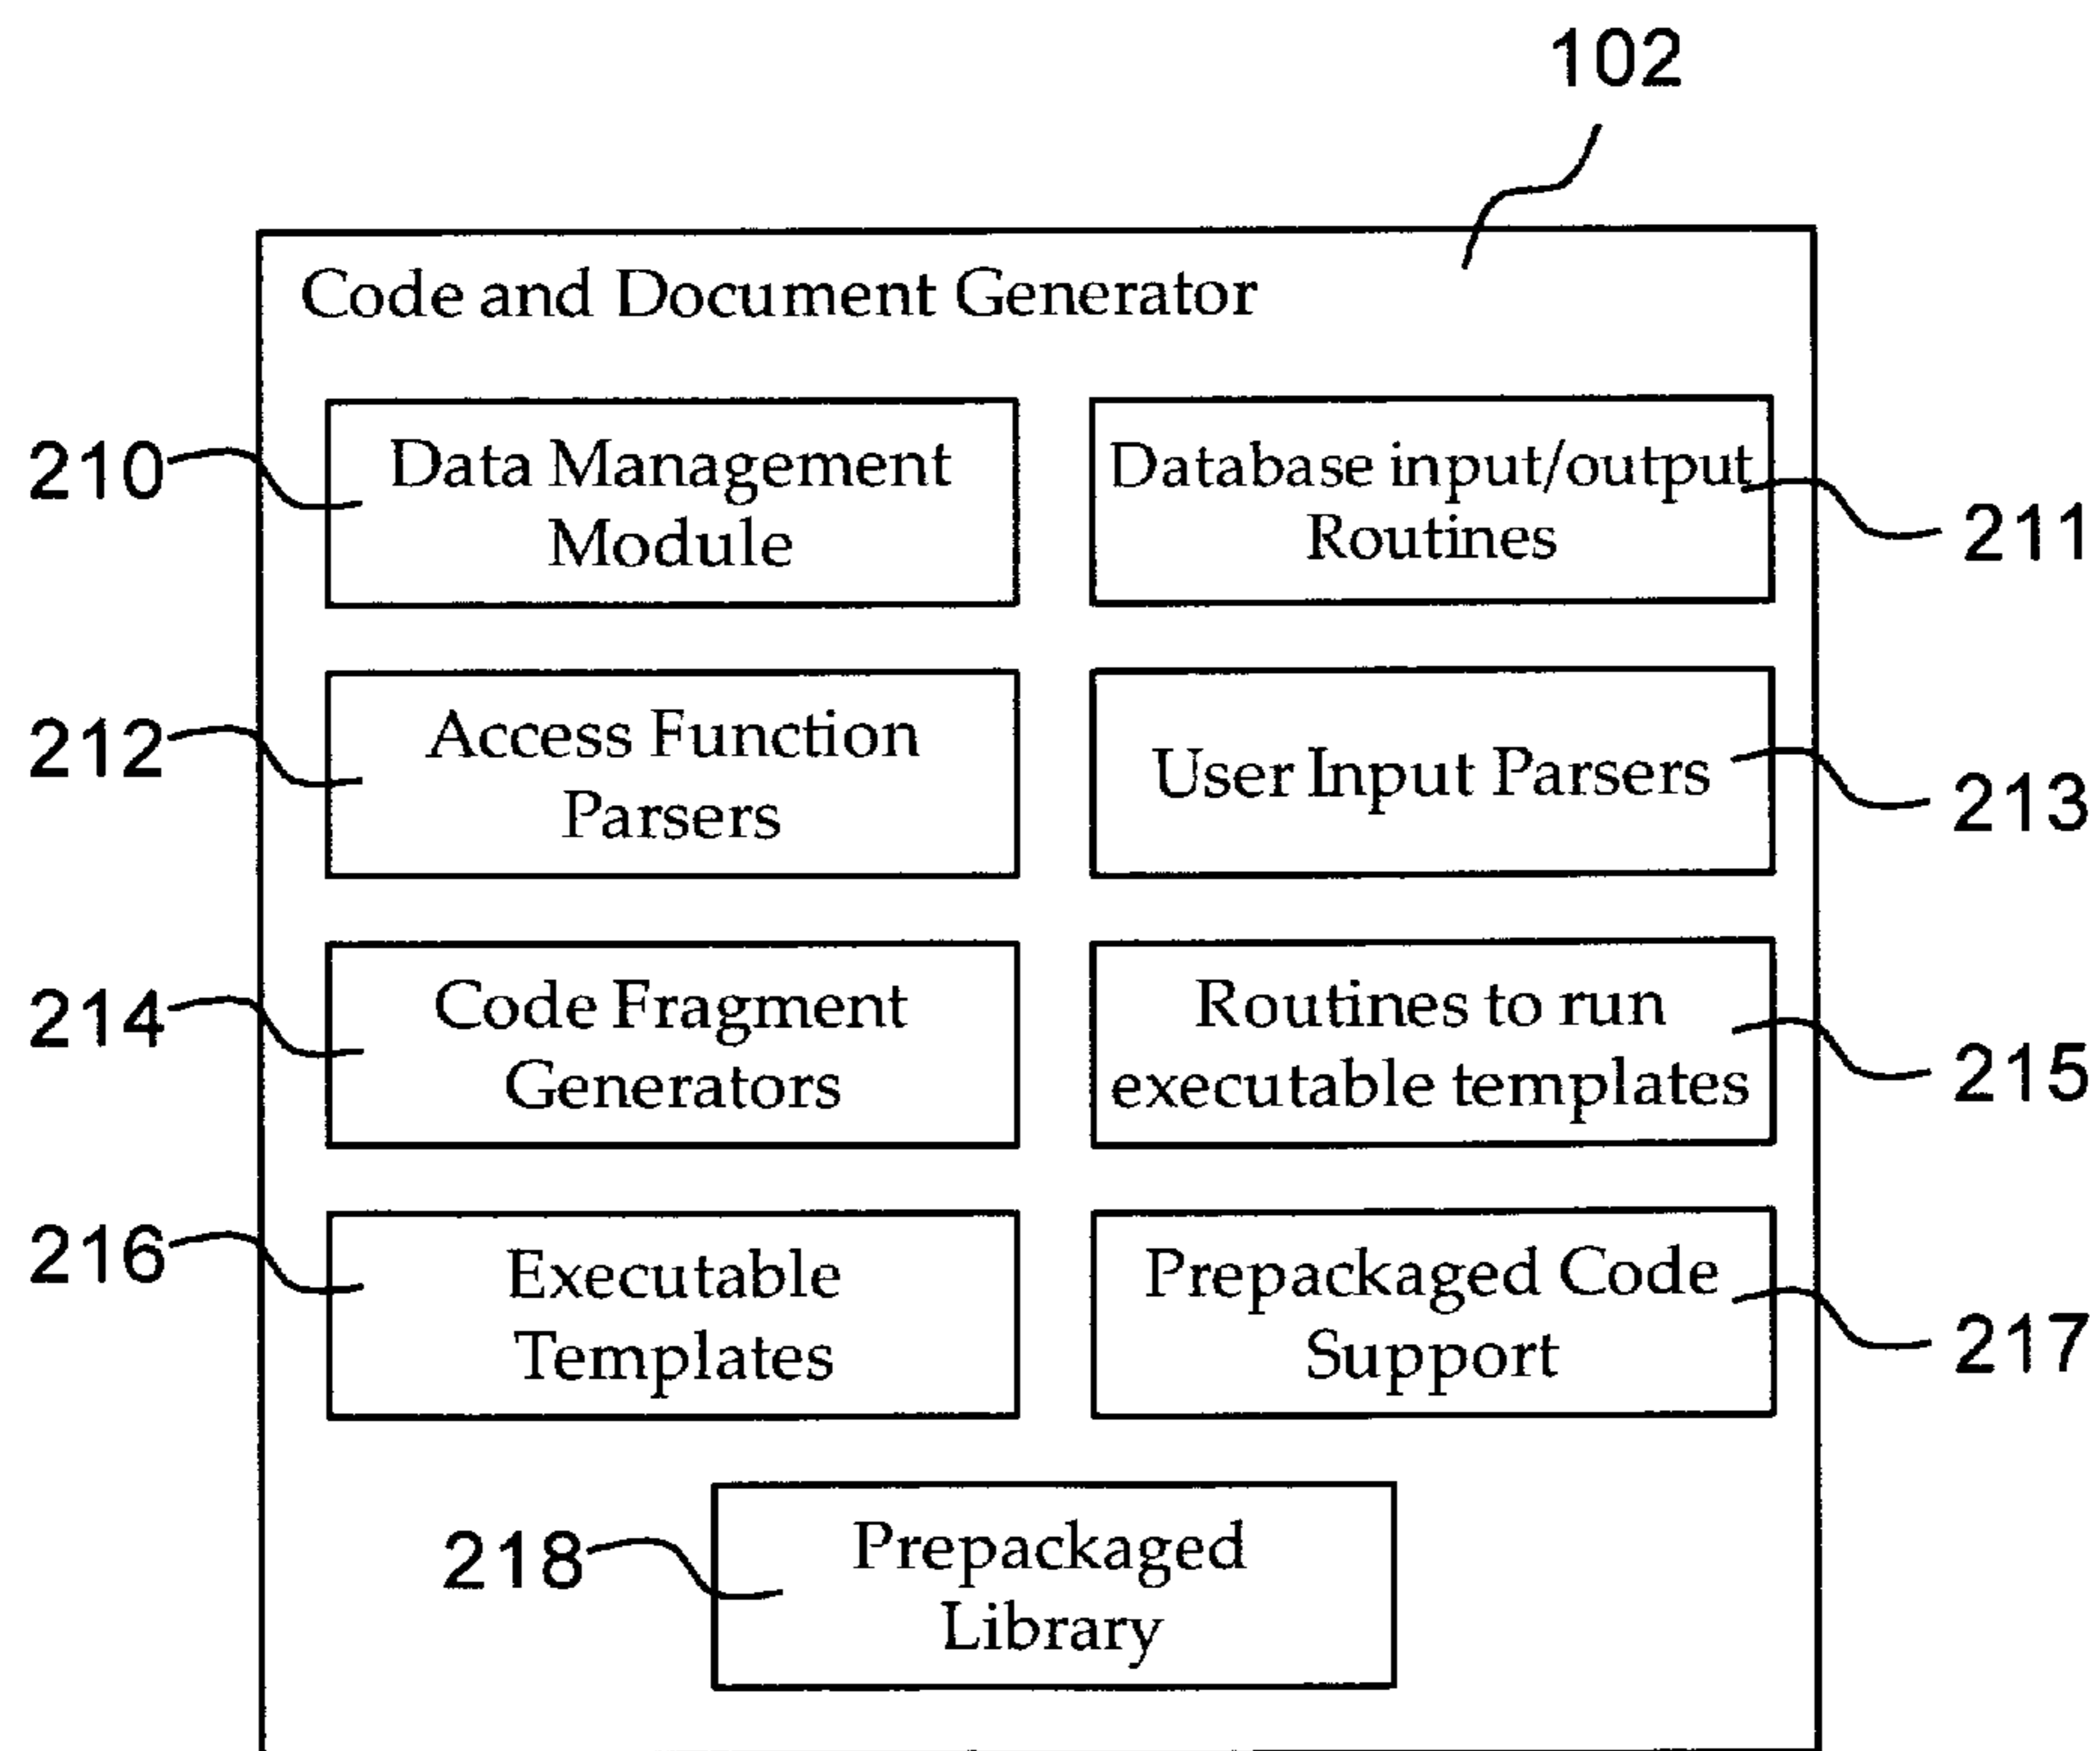 102
Code and Document Generator
210
Data Management
Module
Database input/output
Routines
211
212
Access Function
Parsers
User Input Parsers
213
214
Code Fragment
Generators
Routines to run
executable templates
215
216
Executable
Templates
Prepackaged Code
Support
217
218
Prepackaged
Library